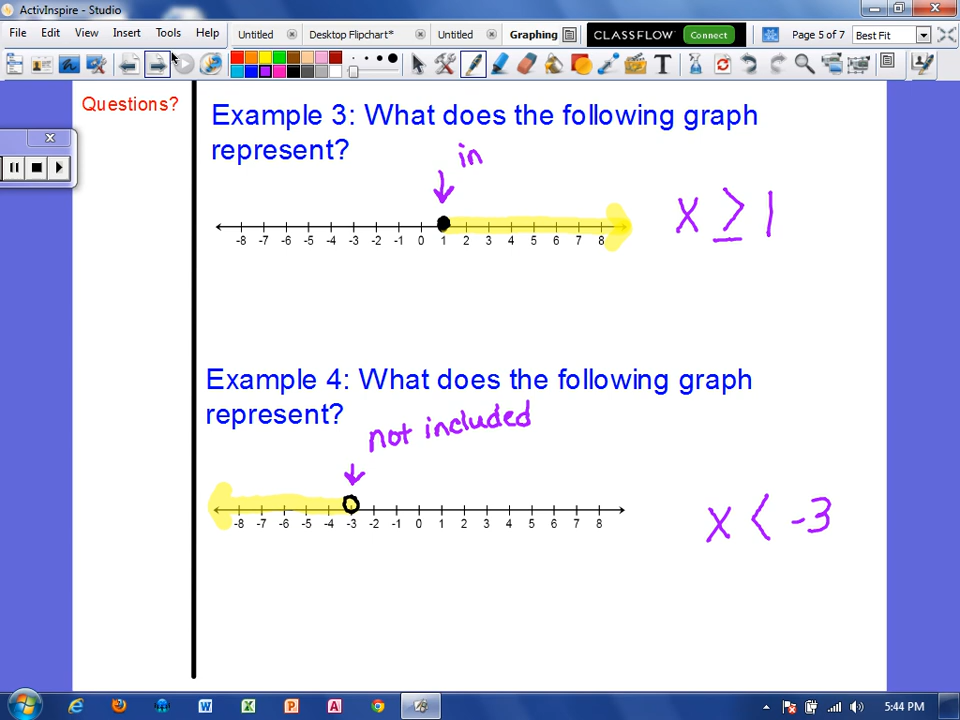 ActivInspire - Studio
File Edit View Insert Tools Help Untitled Desktop Flipchart* Untitled Graphing CLASSFLOW Connect Page 5 of 7 Best Fit
Questions?
Example 3: What does the following graph
represent?
in
-8 -7 -6 -5 -4 -3 -2 -1 0 1 2 3 4 5 6 7 8
x ≥ 1
Example 4: What does the following graph
represent?
not included
-8 -7 -6 -5 -4 -3 -2 -1 0 1 2 3 4 5 6 7 8
x < -3
5:44 PM